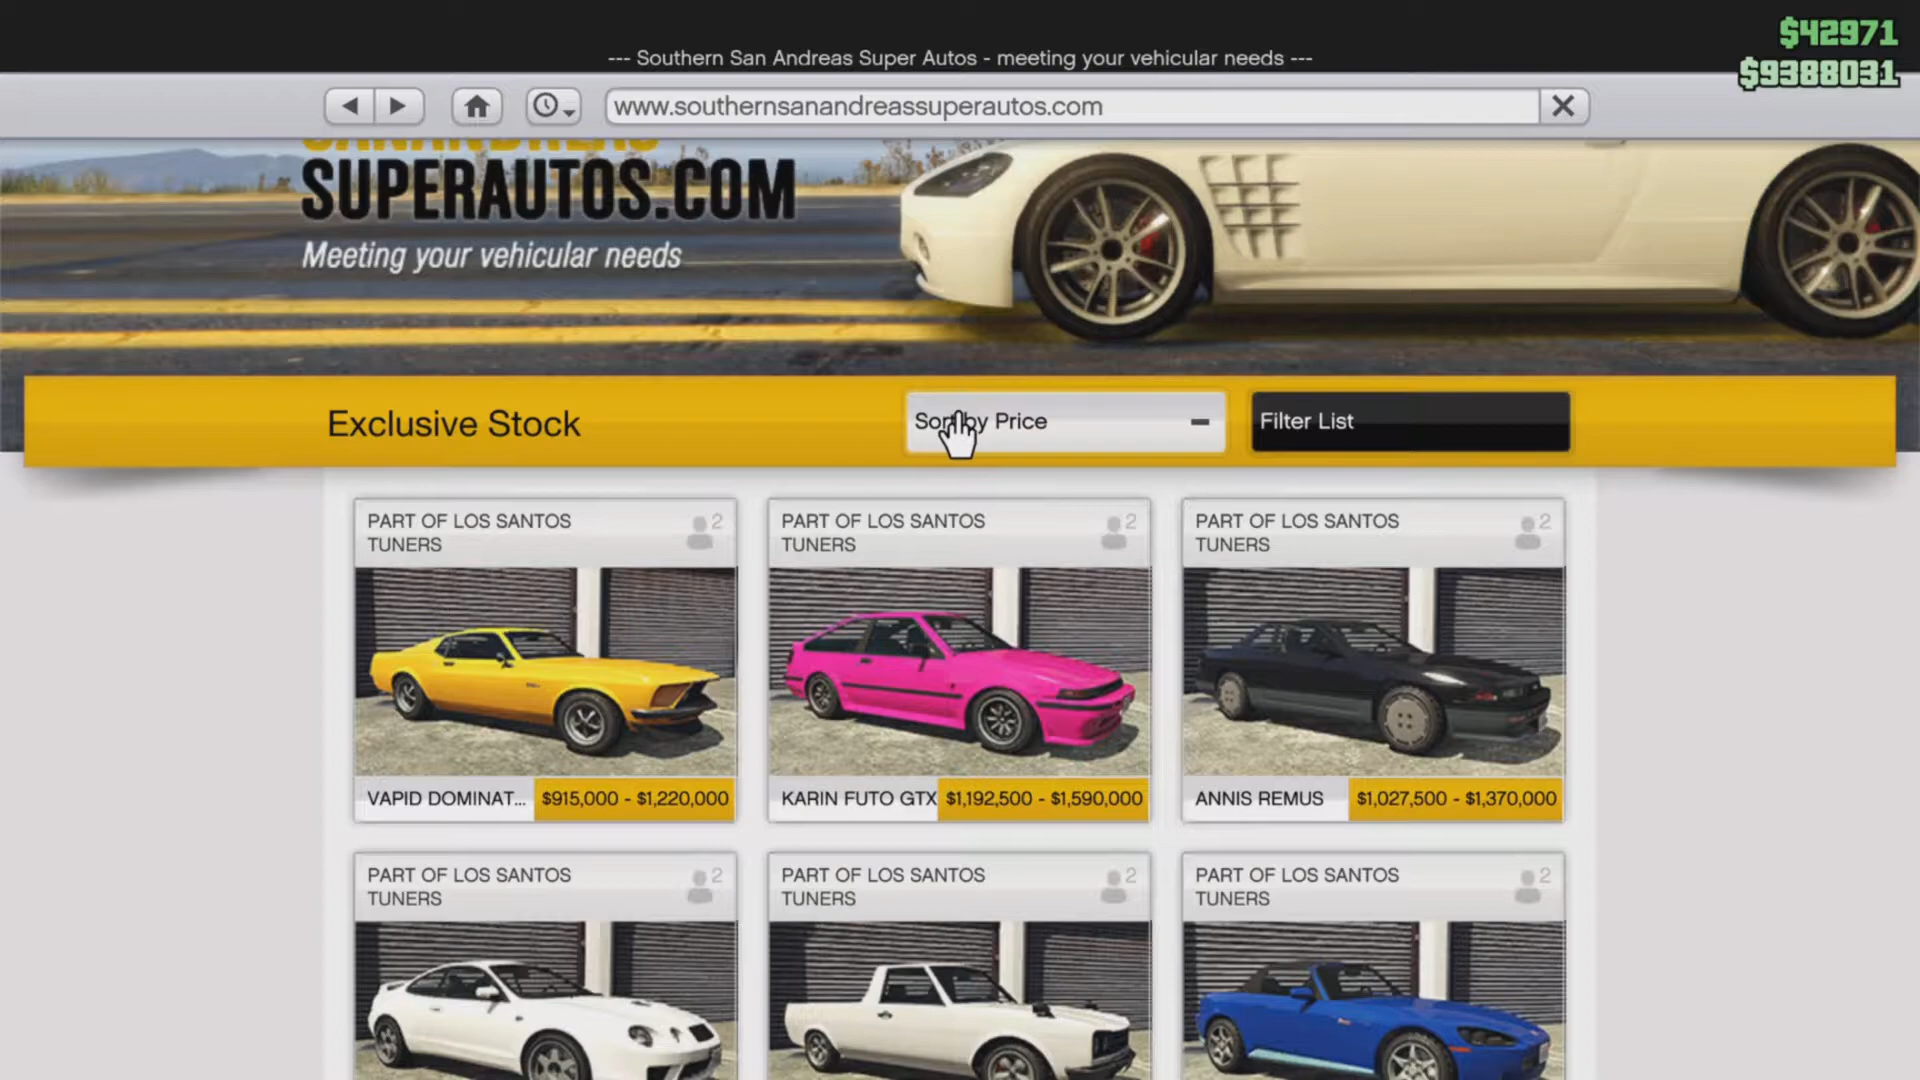 $42971
--- Southern San Andreas Super Autos - meeting your vehicular needs ---
$9388031
www.southernsanandreassuperautos.com
SANANDREAS
SUPERAUTOS.COM
Meeting your vehicular needs
Exclusive Stock
Sort by Price
Filter List
PART OF LOS SANTOS TUNERS
2
PART OF LOS SANTOS TUNERS
2
PART OF LOS SANTOS TUNERS
2
VAPID DOMINAT...
$915,000 - $1,220,000
KARIN FUTO GTX
$1,192,500 - $1,590,000
ANNIS REMUS
$1,027,500 - $1,370,000
PART OF LOS SANTOS TUNERS
2
PART OF LOS SANTOS TUNERS
2
PART OF LOS SANTOS TUNERS
2